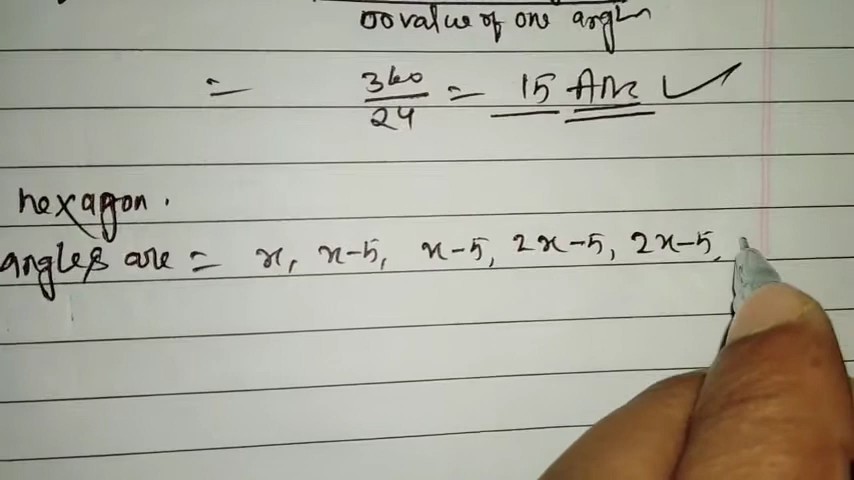 value of one angle
= 360/24 = 15 Ans
hexagon.
angles are = x, x-5, x-5, 2x-5, 2x-5,